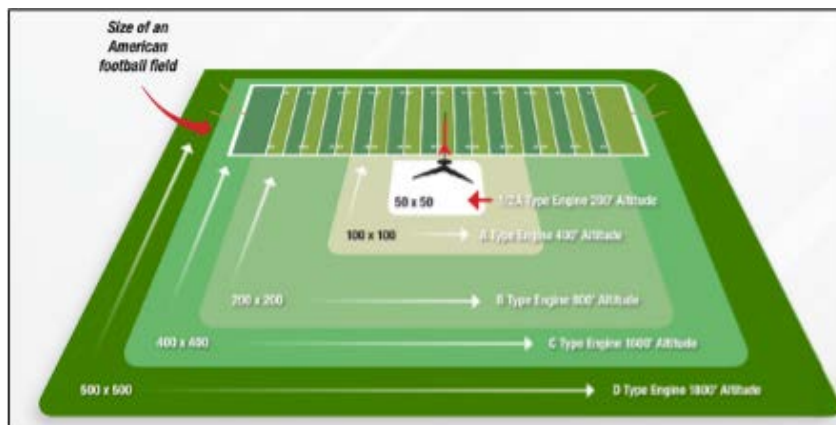 Size of an
American
football field
50 x 50
1/2A Type Engine 200' Altitude
100 x 100
A Type Engine 400' Altitude
200 x 200
B Type Engine 800' Altitude
400 x 400
C Type Engine 1600' Altitude
500 x 500
D Type Engine 1800' Altitude